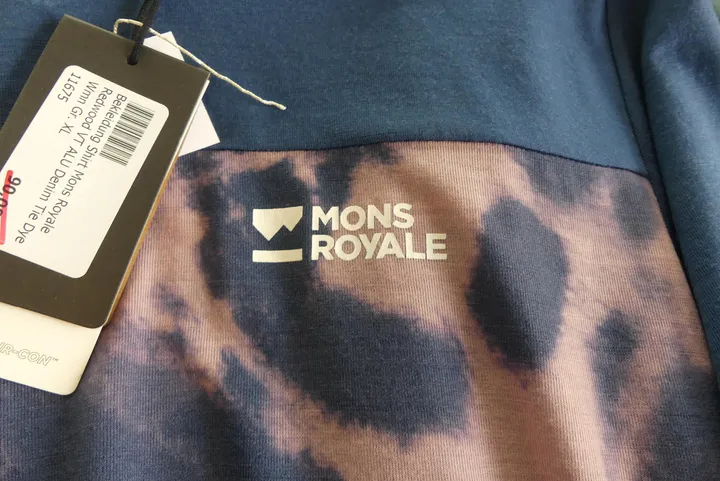 Bekleidung Shirt Mons Royale
Redwood VT ALU Denim Tie Dye
Wmn Gr. XL
11675
MONS
ROYALE